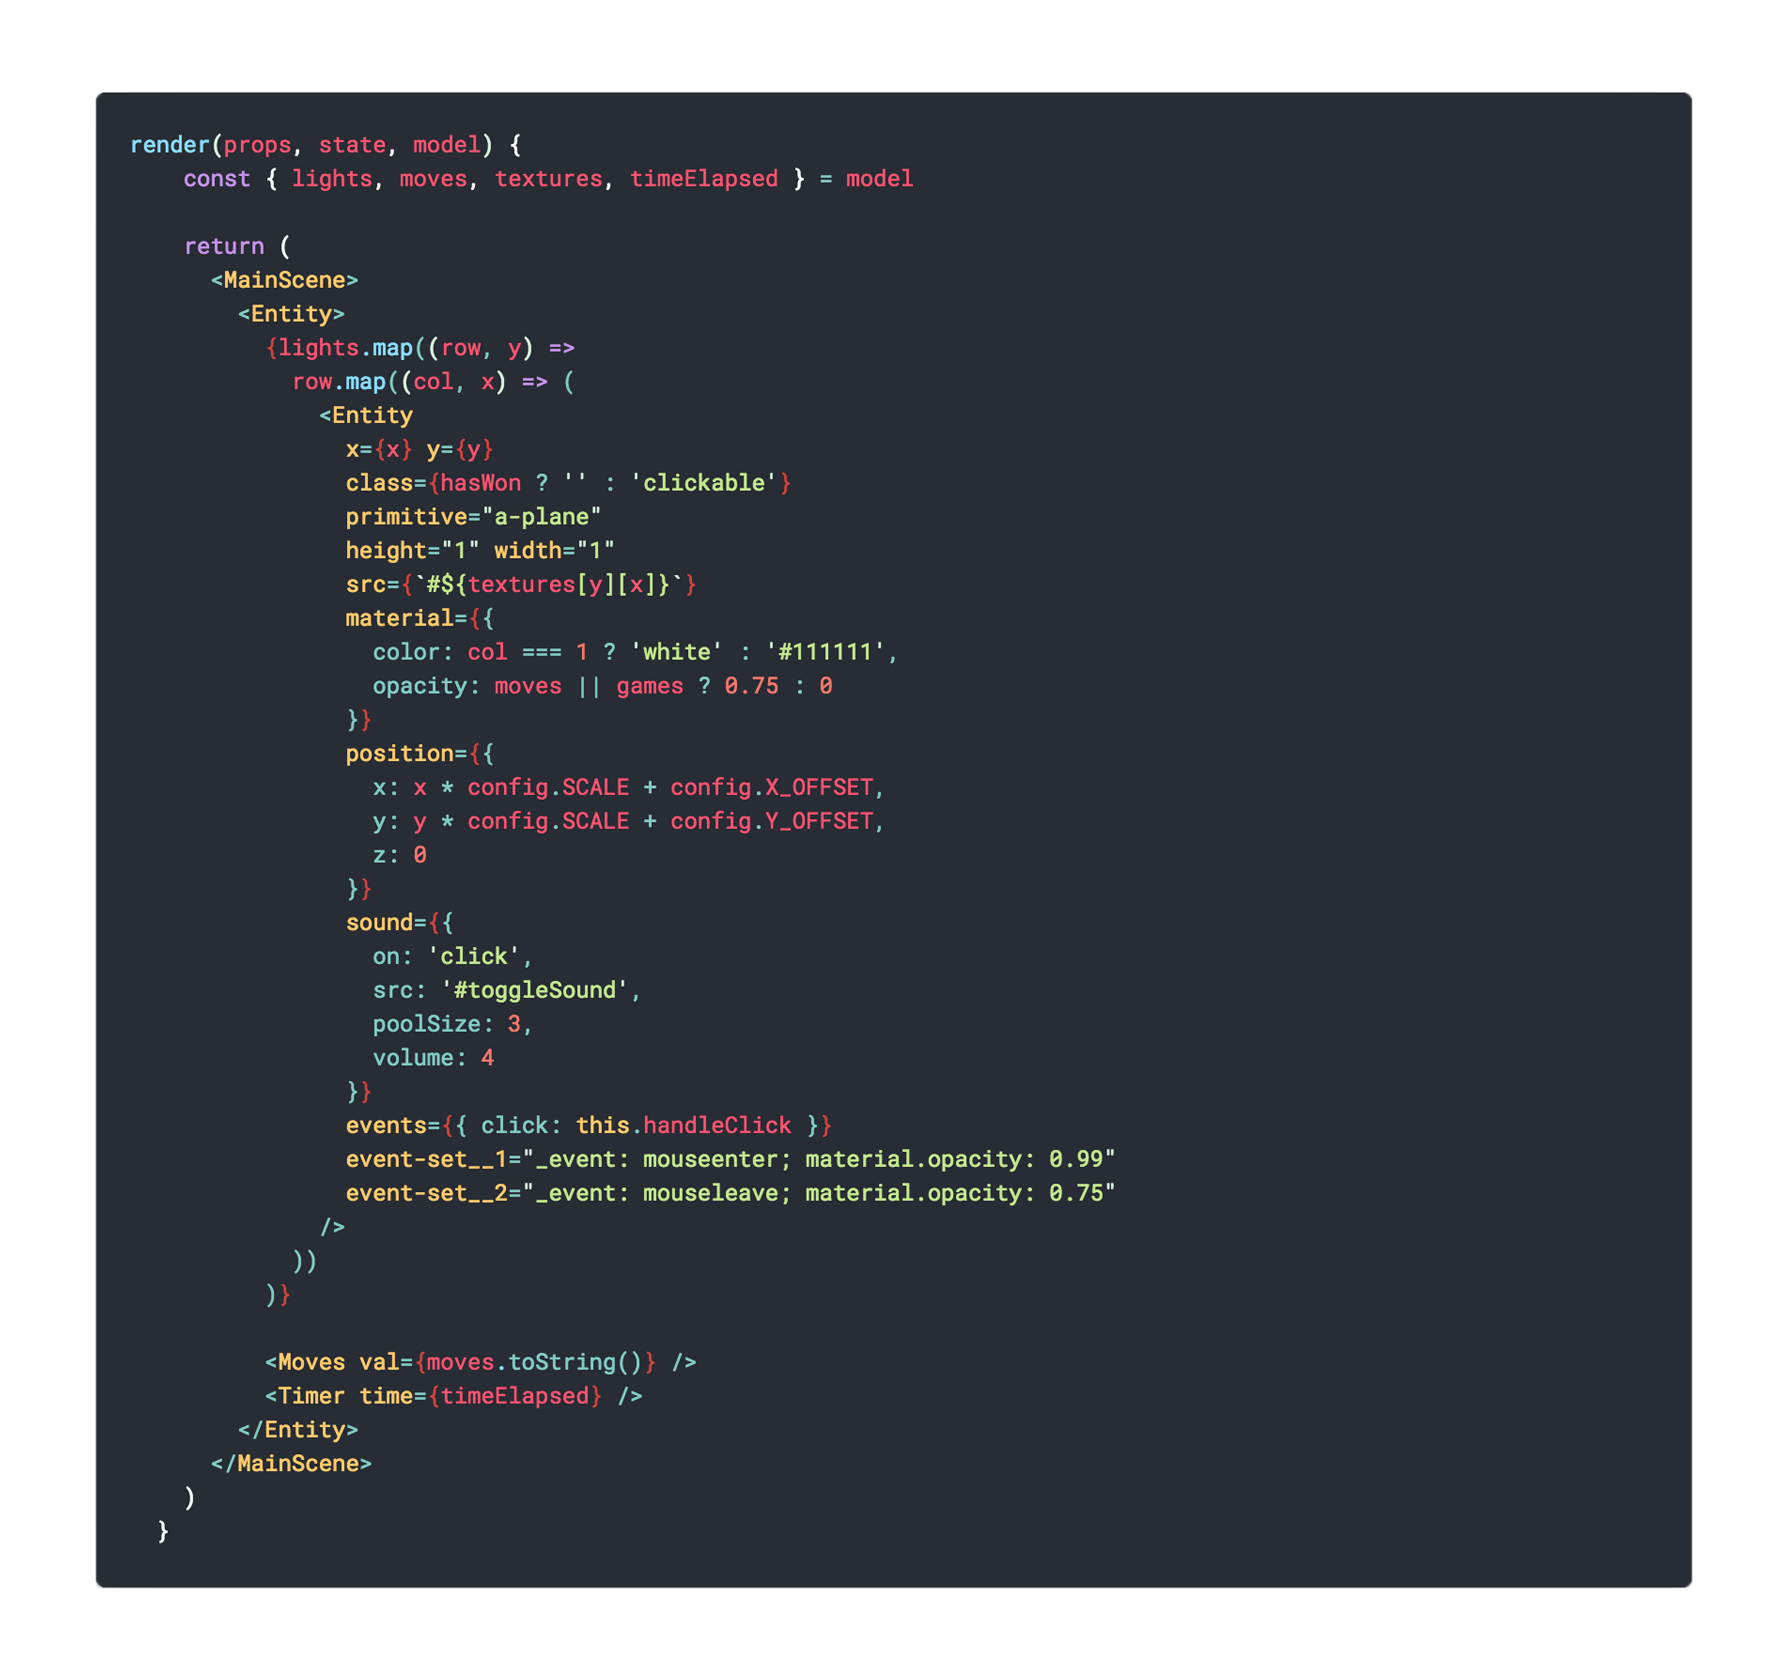 render(props, state, model) {
    const { lights, moves, textures, timeElapsed } = model

    return (
      <MainScene>
        <Entity>
          {lights.map((row, y) =>
            row.map((col, x) => (
              <Entity
                x={x} y={y}
                class={hasWon ? '' : 'clickable'}
                primitive="a-plane"
                height="1" width="1"
                src={`#${textures[y][x]}`}
                material={{
                  color: col === 1 ? 'white' : '#111111',
                  opacity: moves || games ? 0.75 : 0
                }}
                position={{
                  x: x * config.SCALE + config.X_OFFSET,
                  y: y * config.SCALE + config.Y_OFFSET,
                  z: 0
                }}
                sound={{
                  on: 'click',
                  src: '#toggleSound',
                  poolSize: 3,
                  volume: 4
                }}
                events={{ click: this.handleClick }}
                event-set__1="_event: mouseenter; material.opacity: 0.99"
                event-set__2="_event: mouseleave; material.opacity: 0.75"
              />
            ))
          )}

          <Moves val={moves.toString()} />
          <Timer time={timeElapsed} />
        </Entity>
      </MainScene>
    )
  }